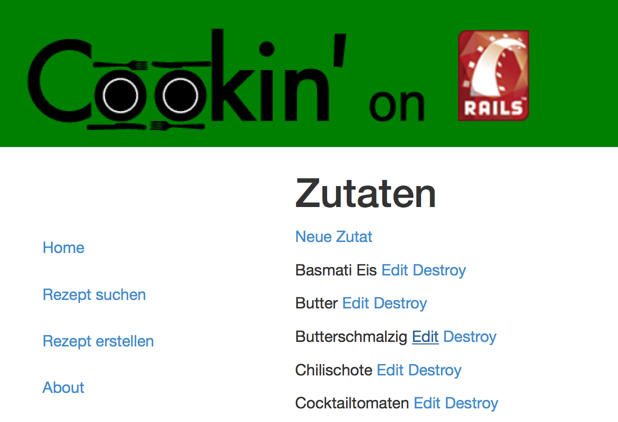 Cookin' on RAILS
Zutaten
Neue Zutat
Home
Basmati Eis Edit Destroy
Rezept suchen
Butter Edit Destroy
Rezept erstellen
Butterschmalzig Edit Destroy
Chilischote Edit Destroy
About
Cocktailtomaten Edit Destroy